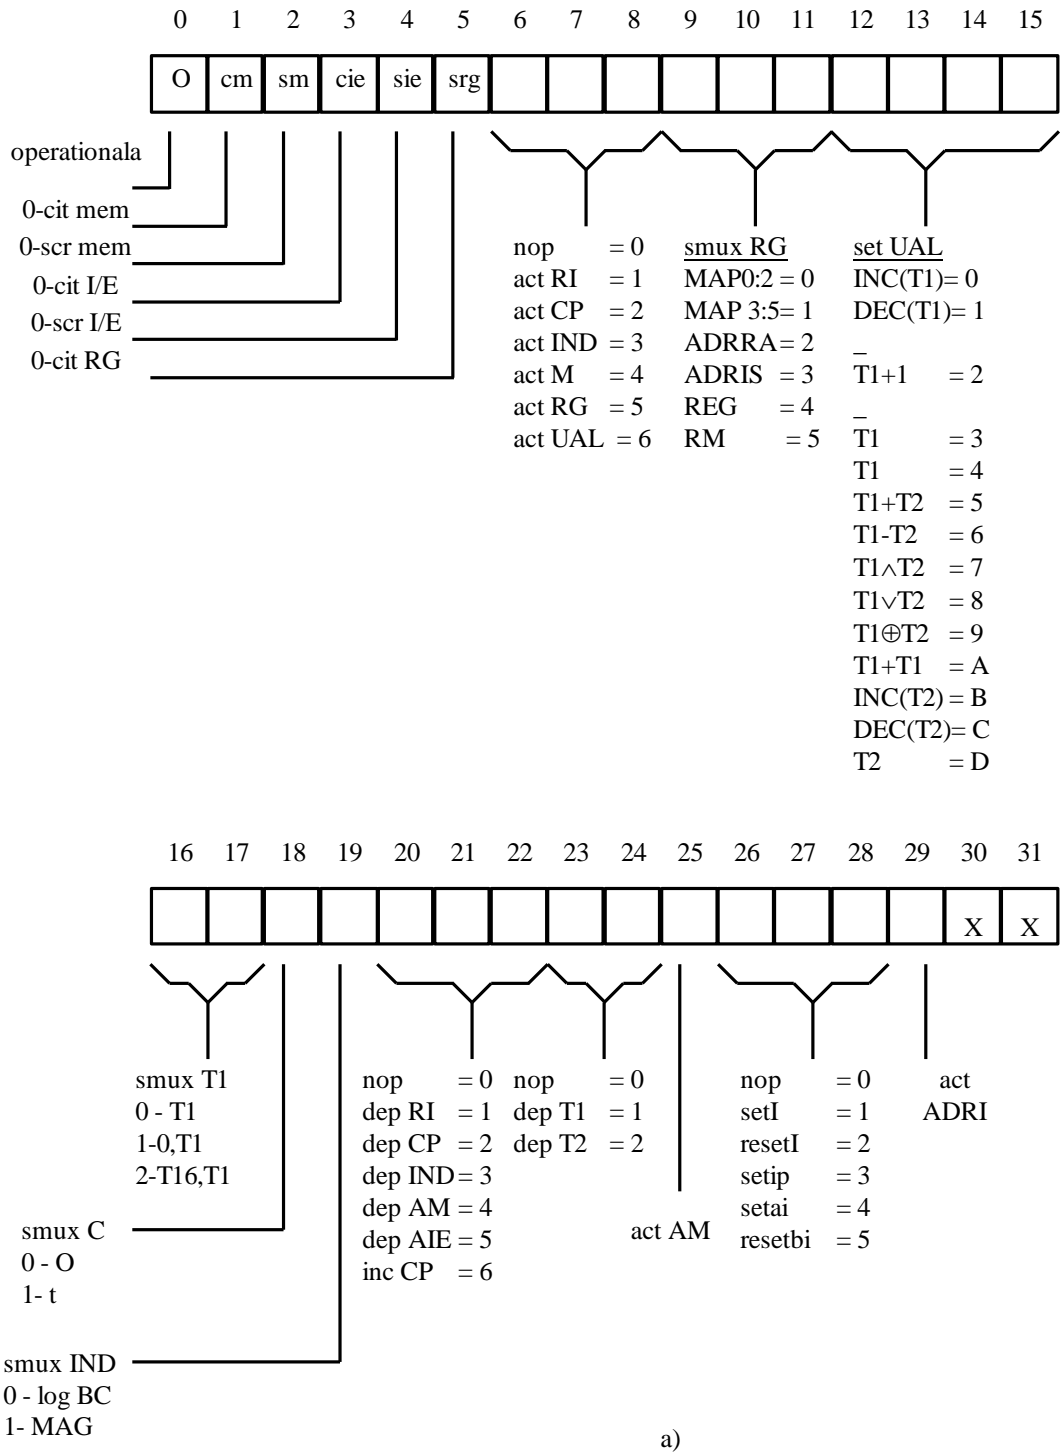 0 1 2 3 4 5 6 7 8 9 10 11 12 13 14 15
O cm sm cie sie srg
operationala
0-cit mem
0-scr mem
0-cit I/E
0-scr I/E
0-cit RG
nop = 0
act RI = 1
act CP = 2
act IND = 3
act M = 4
act RG = 5
act UAL = 6
smux RG
MAP0:2 = 0
MAP 3:5= 1
ADRRA = 2
ADRIS = 3
REG = 4
RM = 5
set UAL
INC(T1)= 0
DEC(T1)= 1
_
T1+1 = 2
_
T1 = 3
T1 = 4
T1+T2 = 5
T1-T2 = 6
T1∧T2 = 7
T1∨T2 = 8
T1⊕T2 = 9
T1+T1 = A
INC(T2) = B
DEC(T2)= C
T2 = D
16 17 18 19 20 21 22 23 24 25 26 27 28 29 30 31
X X
smux T1
0 - T1
1-0,T1
2-T16,T1
smux C
0 - O
1- t
smux IND
0 - log BC
1- MAG
nop = 0
dep RI = 1
dep CP = 2
dep IND = 3
dep AM = 4
dep AIE = 5
inc CP = 6
nop = 0
dep T1 = 1
dep T2 = 2
act AM
nop = 0
setI = 1
resetI = 2
setip = 3
setai = 4
resetbi = 5
act
ADRI
a)